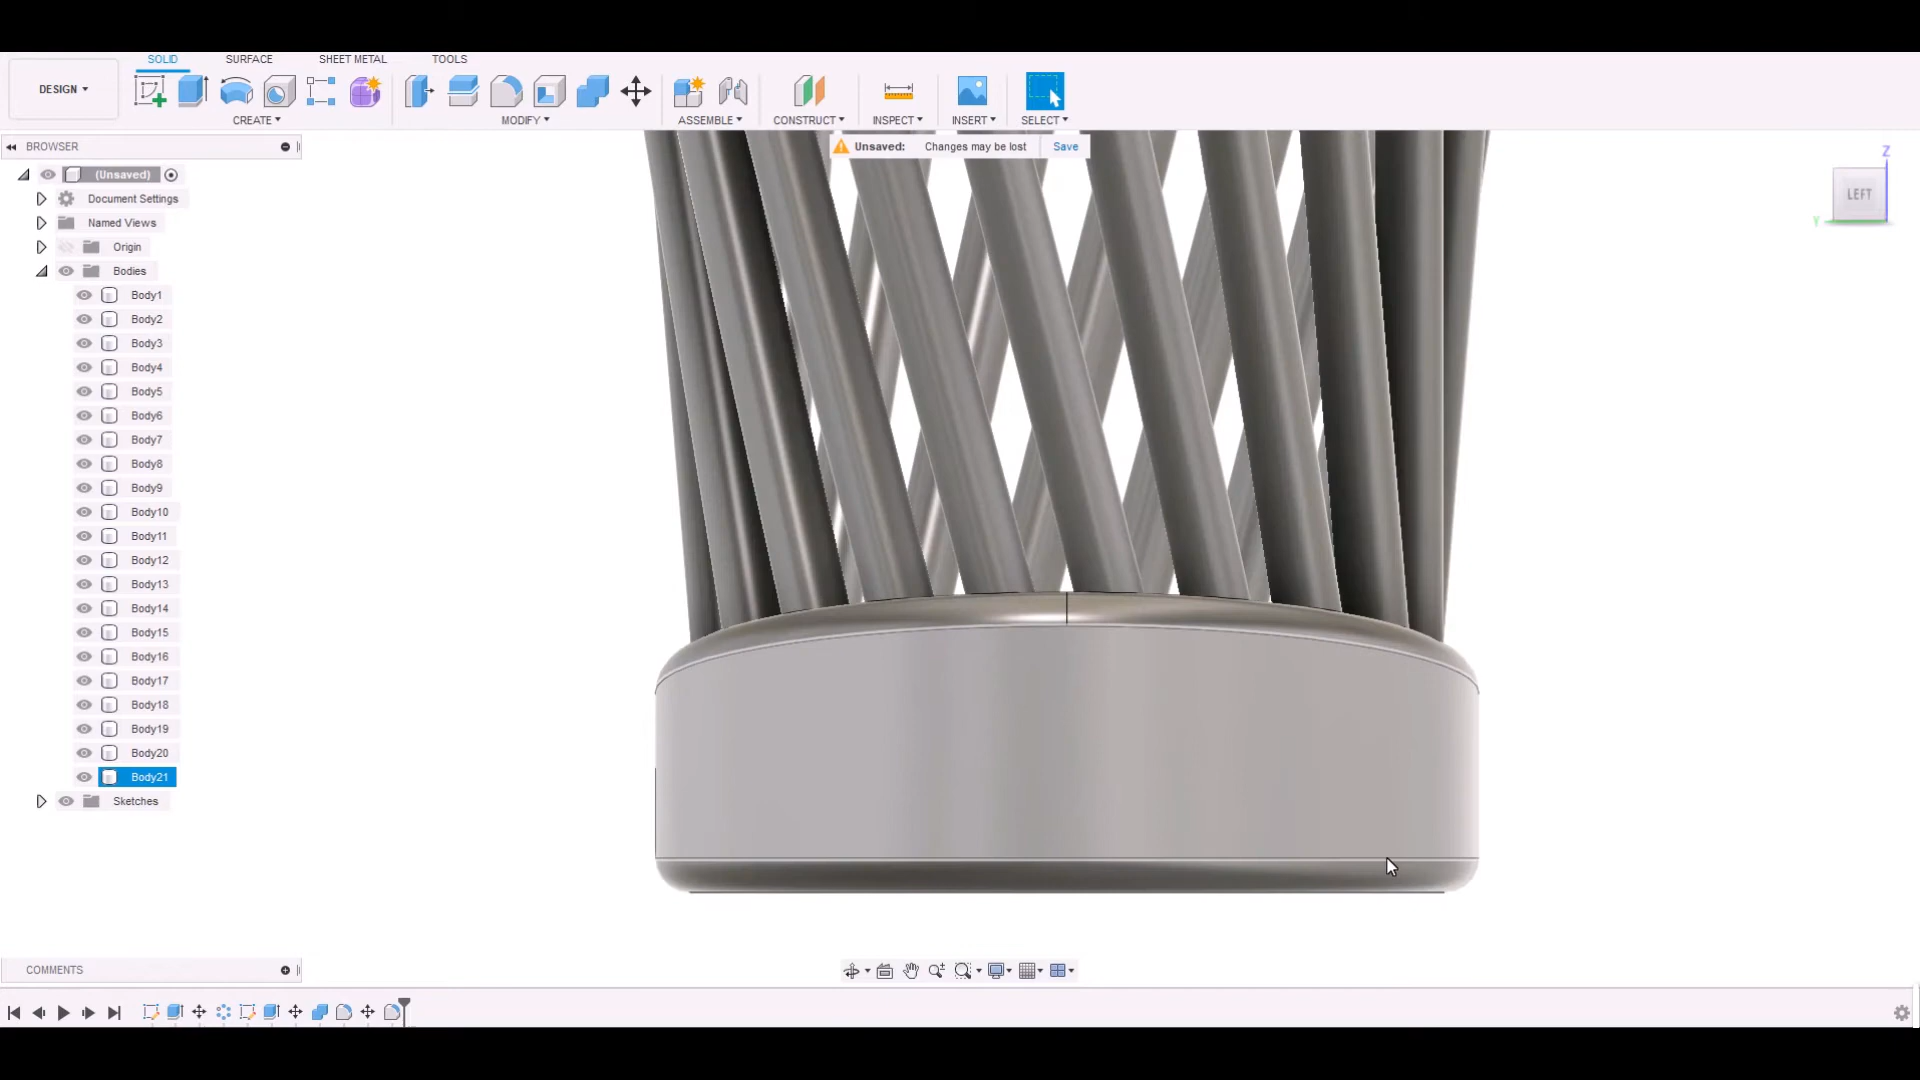 SOLID SURFACE SHEET METAL TOOLS
DESIGN
CREATE MODIFY ASSEMBLE CONSTRUCT INSPECT INSERT SELECT
BROWSER
Unsaved: Changes may be lost Save
(Unsaved)
Document Settings
Named Views
Origin
Bodies
Body1
Body2
Body3
Body4
Body5
Body6
Body7
Body8
Body9
Body10
Body11
Body12
Body13
Body14
Body15
Body16
Body17
Body18
Body19
Body20
Body21
Sketches
Z
LEFT
Y
COMMENTS